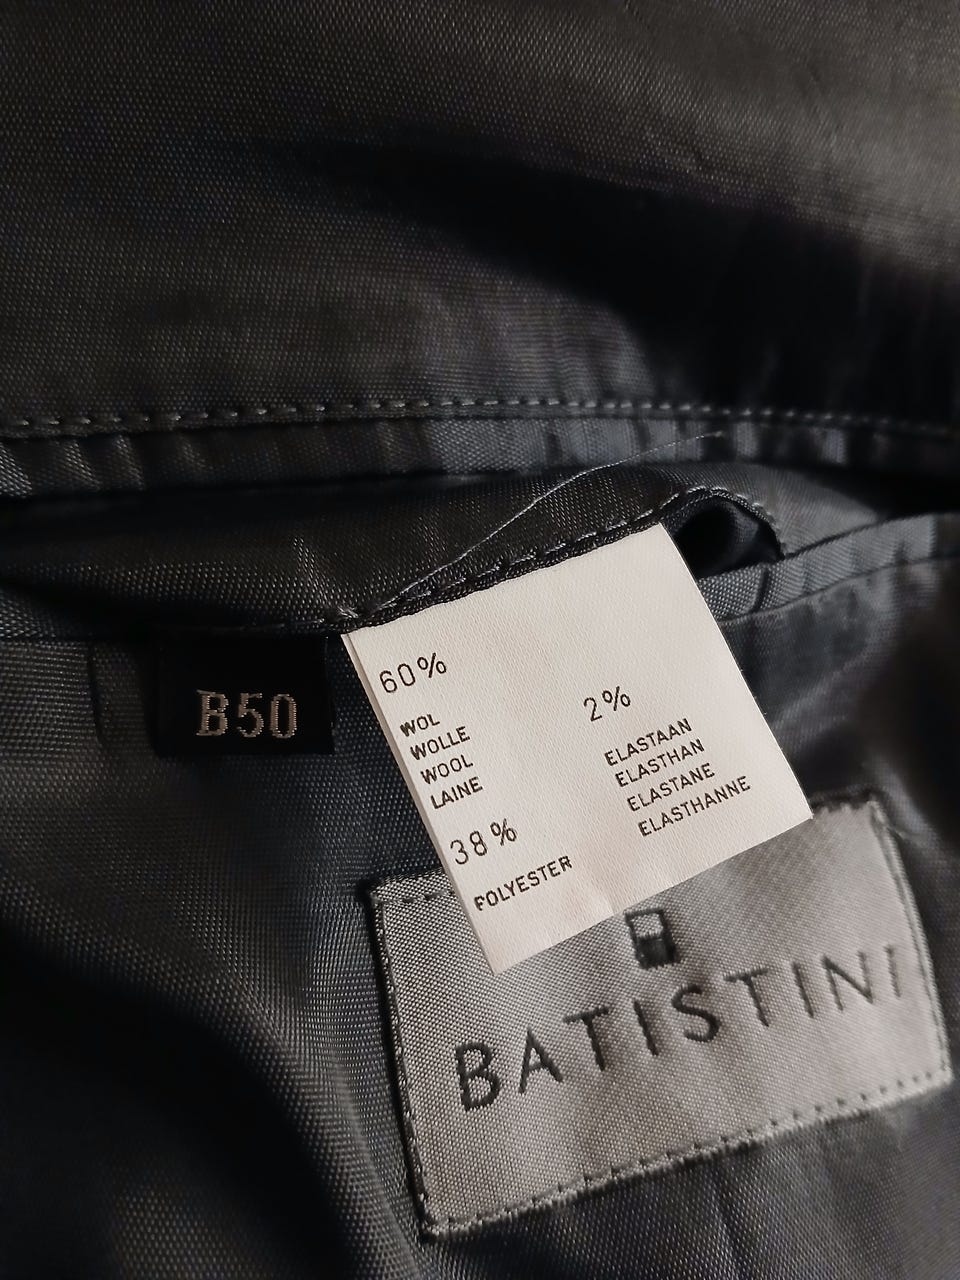 B50
60%
WOL
WOLLE
WOOL
LAINE
38%
POLYESTER
2%
ELASTAAN
ELASTHAN
ELASTANE
ELASTHANNE
BATISTINI